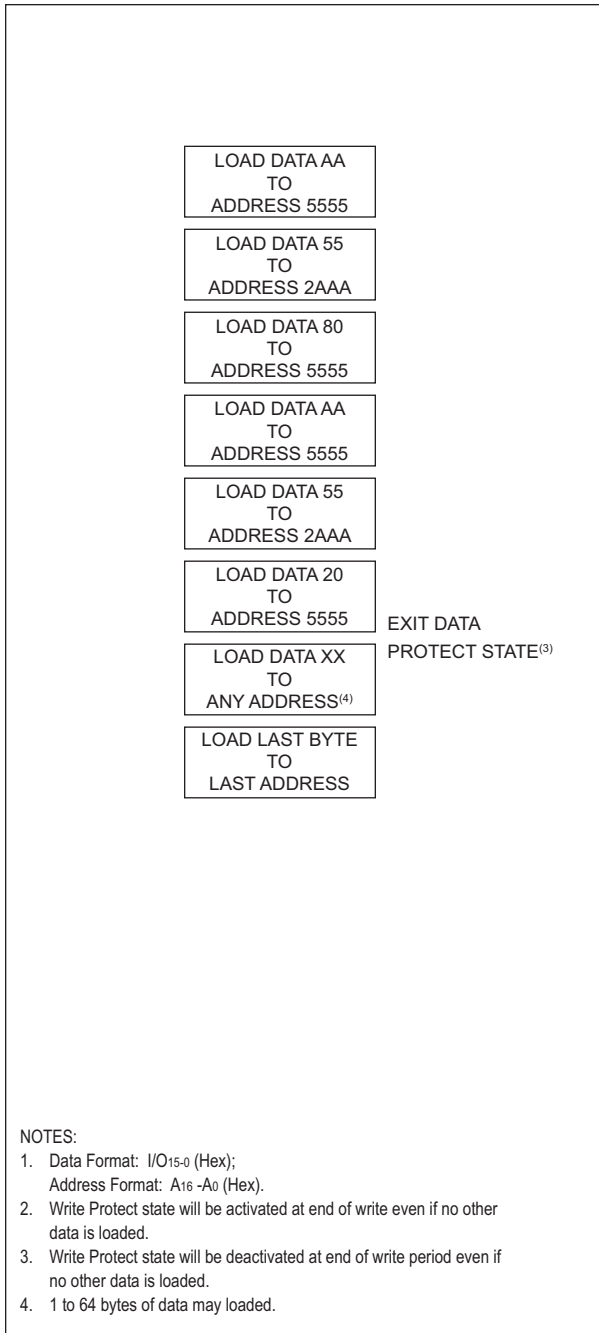 LOAD DATA AA
TO
ADDRESS 5555
LOAD DATA 55
TO
ADDRESS 2AAA
LOAD DATA 80
TO
ADDRESS 5555
LOAD DATA AA
TO
ADDRESS 5555
LOAD DATA 55
TO
ADDRESS 2AAA
LOAD DATA 20
TO
ADDRESS 5555
EXIT DATA
PROTECT STATE(3)
LOAD DATA XX
TO
ANY ADDRESS(4)
LOAD LAST BYTE
TO
LAST ADDRESS
NOTES:
1. Data Format: I/O15-0 (Hex);
Address Format: A16 -A0 (Hex).
2. Write Protect state will be activated at end of write even if no other
data is loaded.
3. Write Protect state will be deactivated at end of write period even if
no other data is loaded.
4. 1 to 64 bytes of data may loaded.